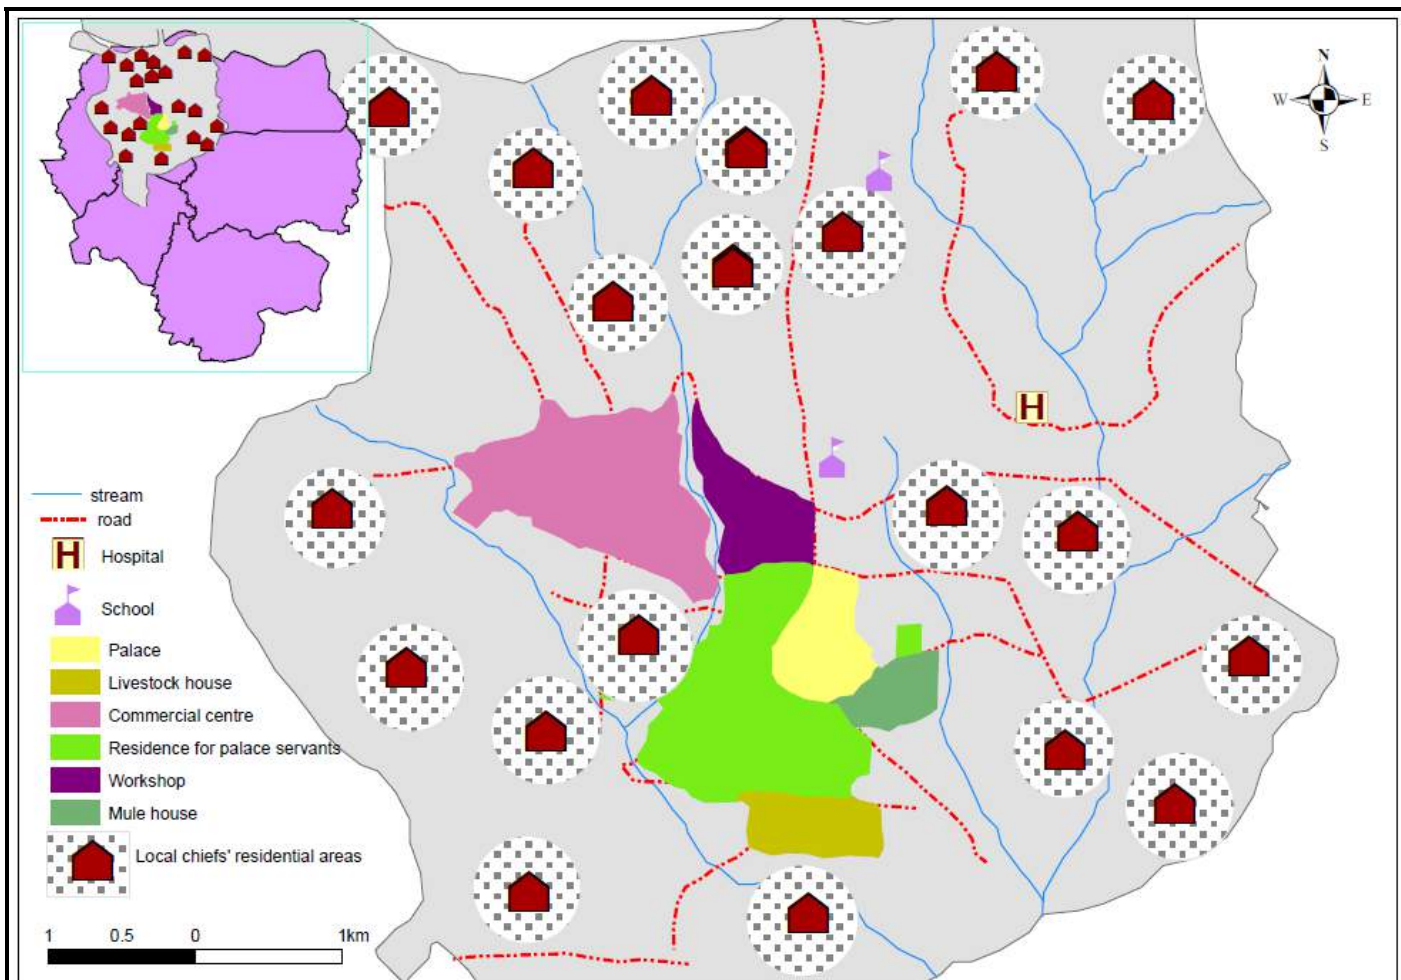 N
W E
S
H
stream
road
H Hospital
School
Palace
Livestock house
Commercial centre
Residence for palace servants
Workshop
Mule house
Local chiefs' residential areas
1 0.5 0 1km